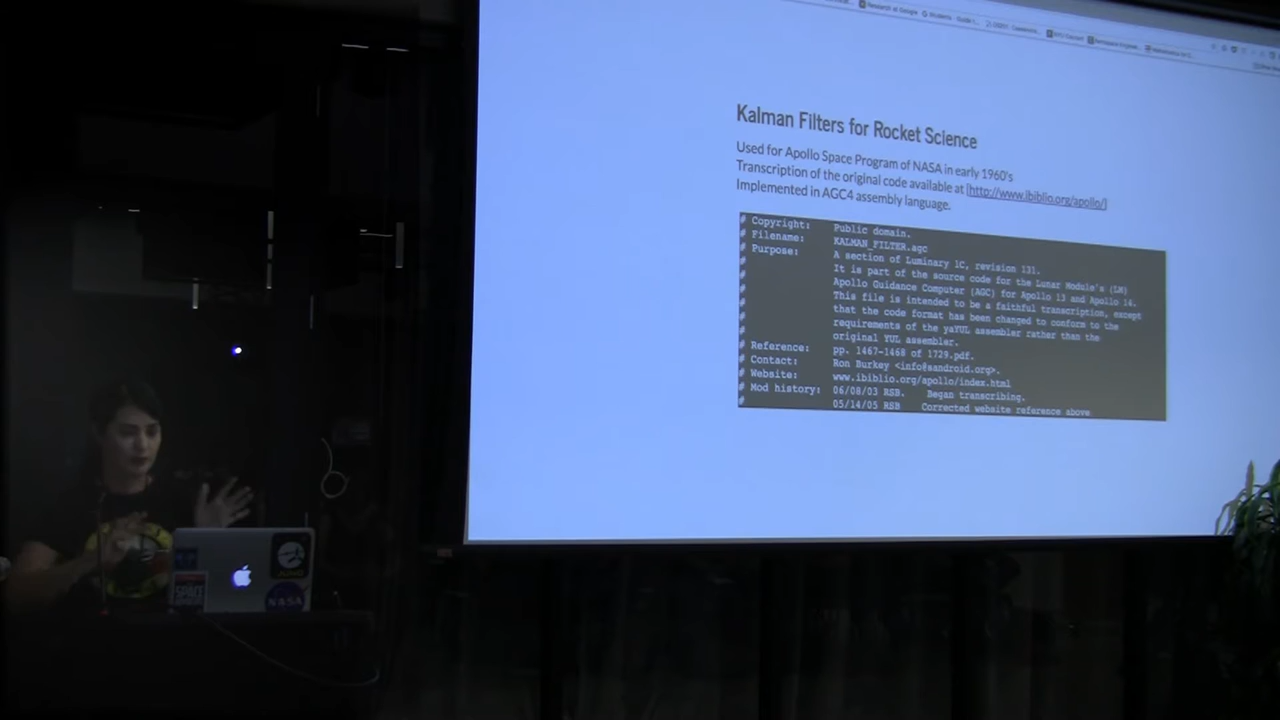 Research at Google
Kalman Filters for Rocket Science
Used for Apollo Space Program of NASA in early 1960's
Transcription of the original code available at [http://www.ibiblio.org/apollo/]
Implemented in AGC4 assembly language.
# Copyright: Public domain.
# Filename: KALMAN_FILTER.agc
# Purpose: A section of Luminary 1C, revision 131.
# It is part of the source code for the Lunar Module's (LM)
# Apollo Guidance Computer (AGC) for Apollo 13 and Apollo 14.
# This file is intended to be a faithful transcription, except
# that the code format has been changed to conform to the
# requirements of the yaYUL assembler rather than the
# original YUL assembler.
# Reference: pp. 1467-1468 of 1729.pdf.
# Contact: Ron Burkey <info@sandroid.org>.
# Website: www.ibiblio.org/apollo/index.html
# Mod history: 06/08/03 RSB. Began transcribing.
# 05/14/05 RSB Corrected website reference above
SPACE
NASA